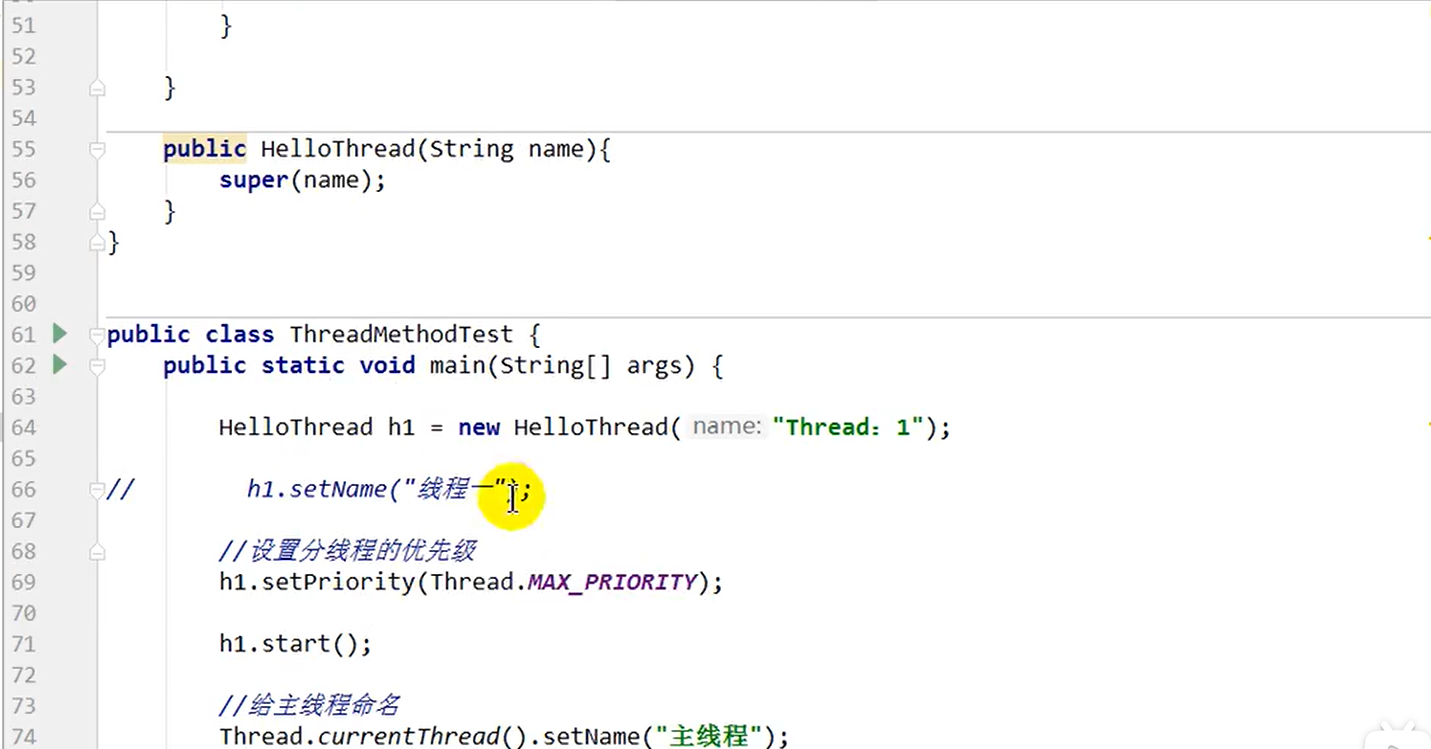 51 }
52
53 }
54
55 public HelloThread(String name){
56 super(name);
57 }
58 }
59
60
61 public class ThreadMethodTest {
62 public static void main(String[] args) {
63
64 HelloThread h1 = new HelloThread( name: "Thread：1");
65
66 // h1.setName("线程一");
67
68 //设置分线程的优先级
69 h1.setPriority(Thread.MAX_PRIORITY);
70
71 h1.start();
72
73 //给主线程命名
74 Thread.currentThread().setName("主线程");